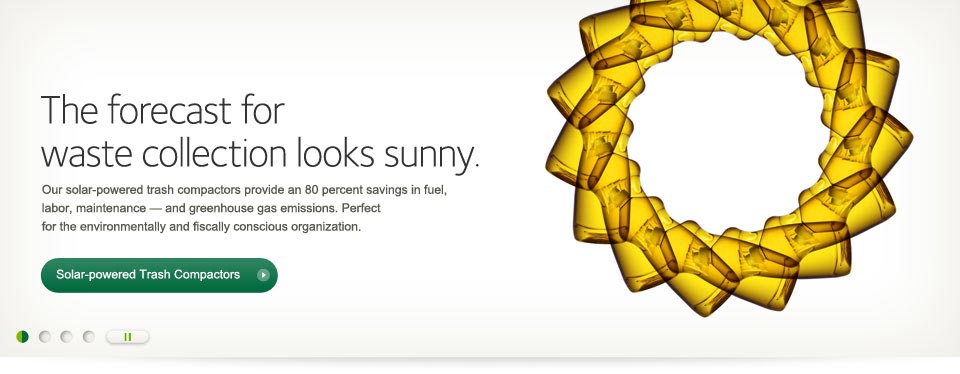 The forecast for
waste collection looks sunny.
Our solar-powered trash compactors provide an 80 percent savings in fuel,
labor, maintenance — and greenhouse gas emissions. Perfect
for the environmentally and fiscally conscious organization.
Solar-powered Trash Compactors